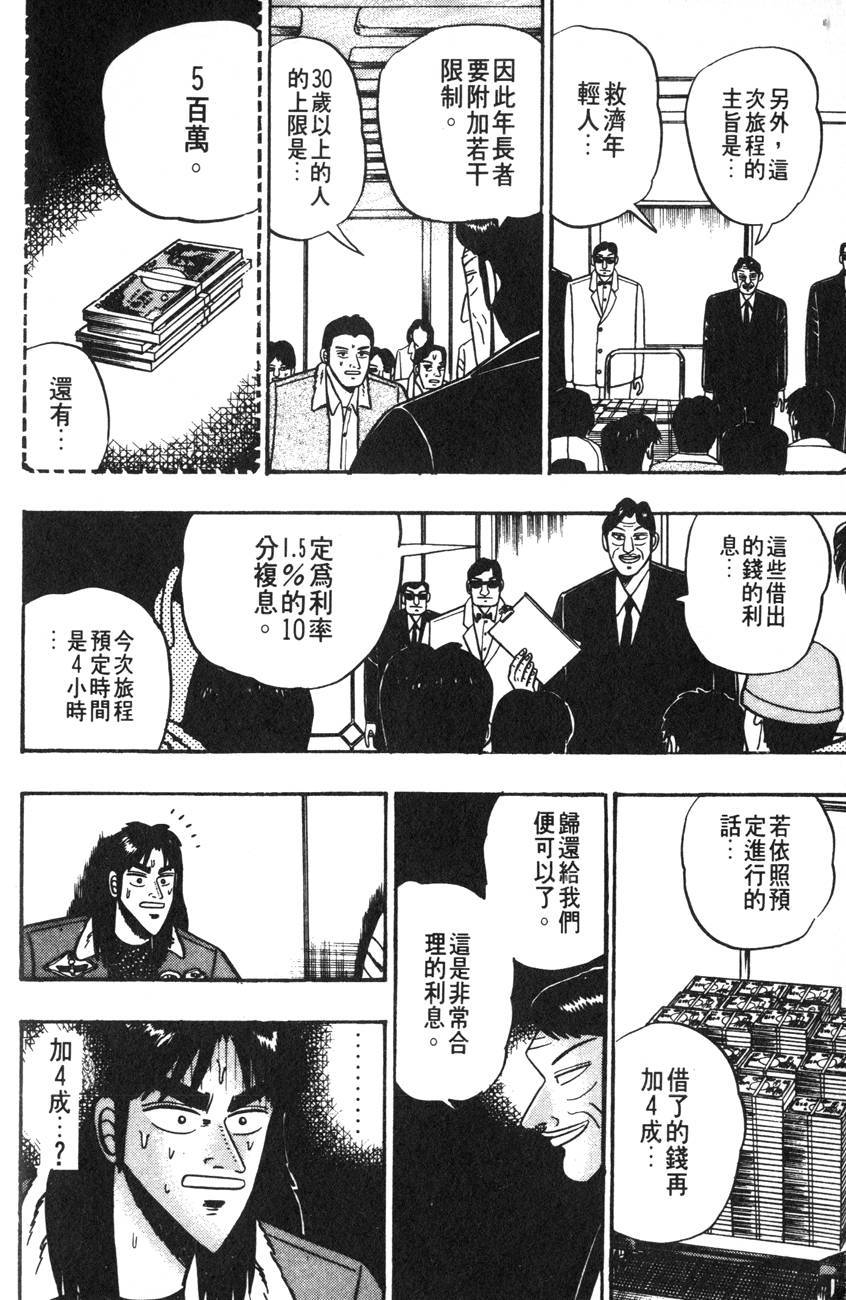 另外，這
次旅程的
主旨是…
救濟年
輕人…
因此年長者
要附加若干
限制。
30歲以上的人
的上限是…
5百萬。
還有…
這些借出
的錢的利
息…
定爲利率
1.5%的10
分複息。
今次旅程
預定時間
是4小時
…
若依照預
定進行的
話…
借了的錢再
加4成…
歸還給我們
便可以了。
這是非常合
理的利息。
…………
加4成…?